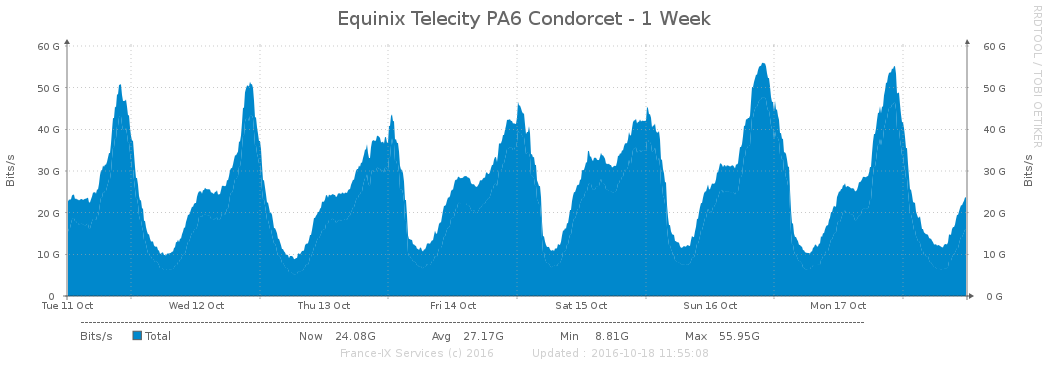 Equinix Telecity PA6 Condorcet - 1 Week
RRDTOOL / TOBI OETIKER
60 G 60 G
50 G 50 G
40 G 40 G
30 G 30 G
20 G 20 G
10 G 10 G
0 0 G
Bits/s
Bits/s
Tue 11 Oct Wed 12 Oct Thu 13 Oct Fri 14 Oct Sat 15 Oct Sun 16 Oct Mon 17 Oct
Bits/s Total Now 24.08G Avg 27.17G Min 8.81G Max 55.95G
France-IX Services (c) 2016 Updated : 2016-10-18 11:55:08